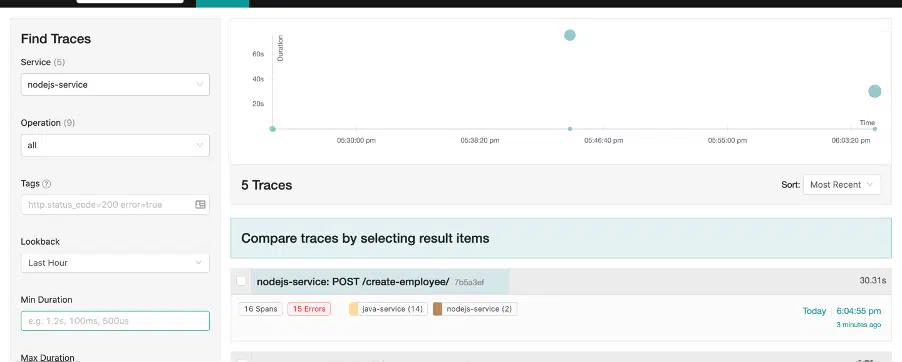 Find Traces
Service (5)
nodejs-service
Operation (9)
all
Tags
http.status_code=200 error=true
Lookback
Last Hour
Min Duration
e.g. 1.2s, 100ms, 500us
Max Duration
Duration
60s
40s
20s
Time
05:30:00 pm 05:38:20 pm 05:46:40 pm 05:55:00 pm 06:03:20 pm
5 Traces
Sort: Most Recent
Compare traces by selecting result items
nodejs-service: POST /create-employee/ 7b5a3ef 30.31s
16 Spans 15 Errors java-service (14) nodejs-service (2) Today 6:04:55 pm
3 minutes ago